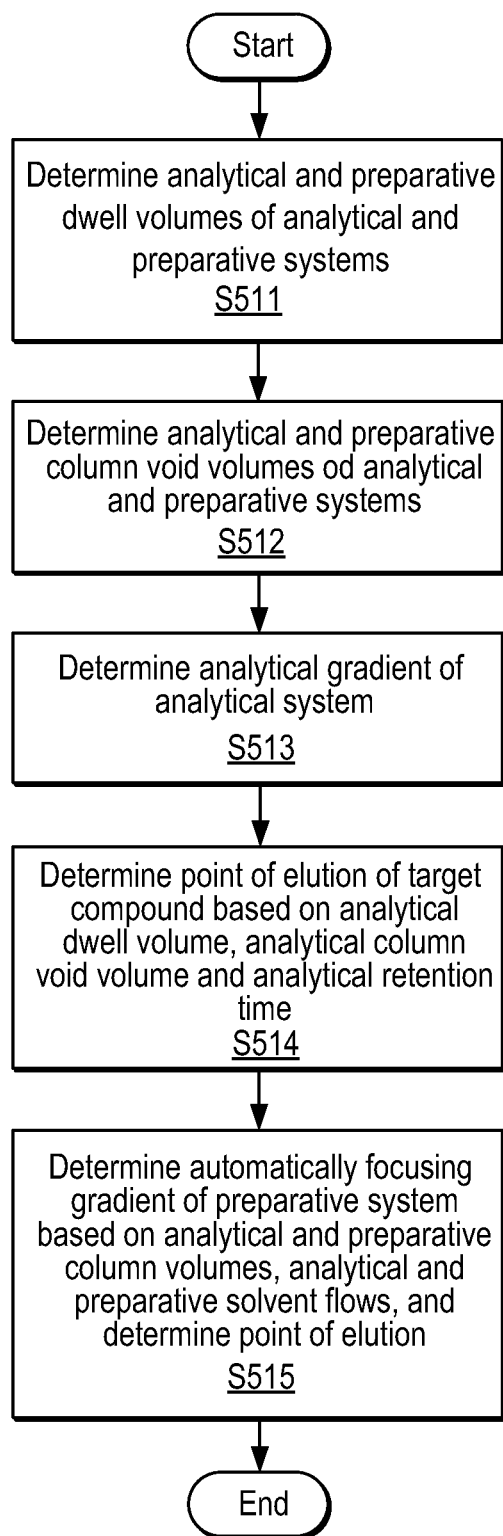 Start
Determine analytical and preparative
dwell volumes of analytical and
preparative systems
S511
Determine analytical and preparative
column void volumes od analytical
and preparative systems
S512
Determine analytical gradient of
analytical system
S513
Determine point of elution of target
compound based on analytical
dwell volume, analytical column
void volume and analytical retention
time
S514
Determine automatically focusing
gradient of preparative system
based on analytical and preparative
column volumes, analytical and
preparative solvent flows, and
determine point of elution
S515
End